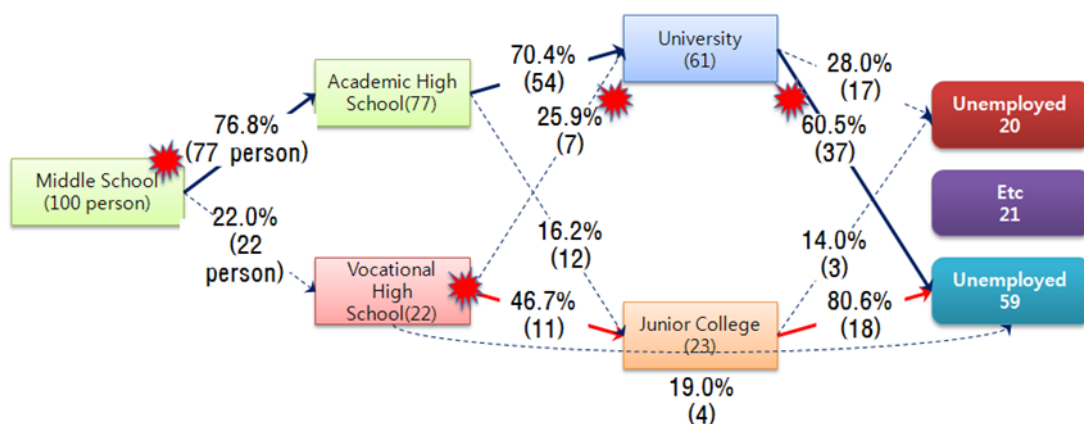 University
(61)
70.4%
(54)
28.0%
(17)
Academic High
School(77)
25.9%
(7)
Unemployed
20
76.8%
(77 person)
60.5%
(37)
Middle School
(100 person)
Etc
21
22.0%
(22
person)
16.2%
(12)
14.0%
(3)
Vocational
High
School(22)
46.7%
(11)
80.6%
(18)
Unemployed
59
Junior College
(23)
19.0%
(4)